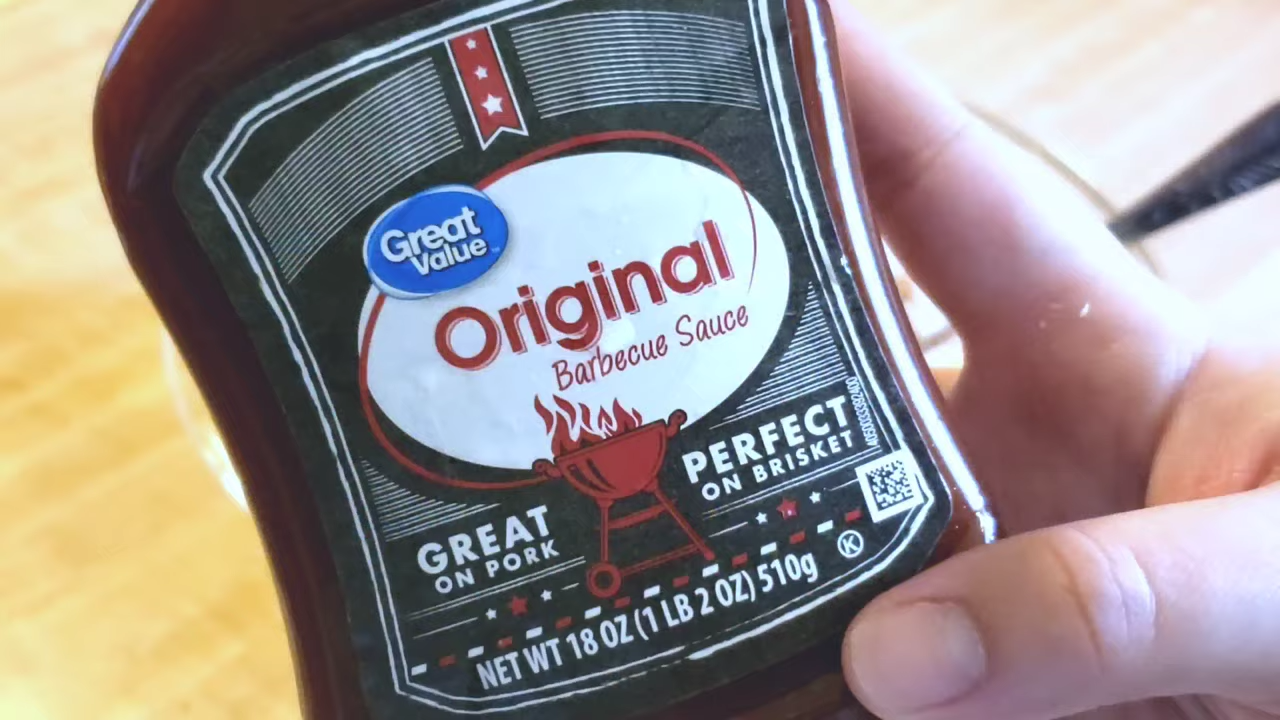 Great
Value
Original
Barbecue Sauce
PERFECT
ON BRISKET
GREAT
ON PORK
NET WT 18 OZ (1 LB 2 OZ) 510g
K